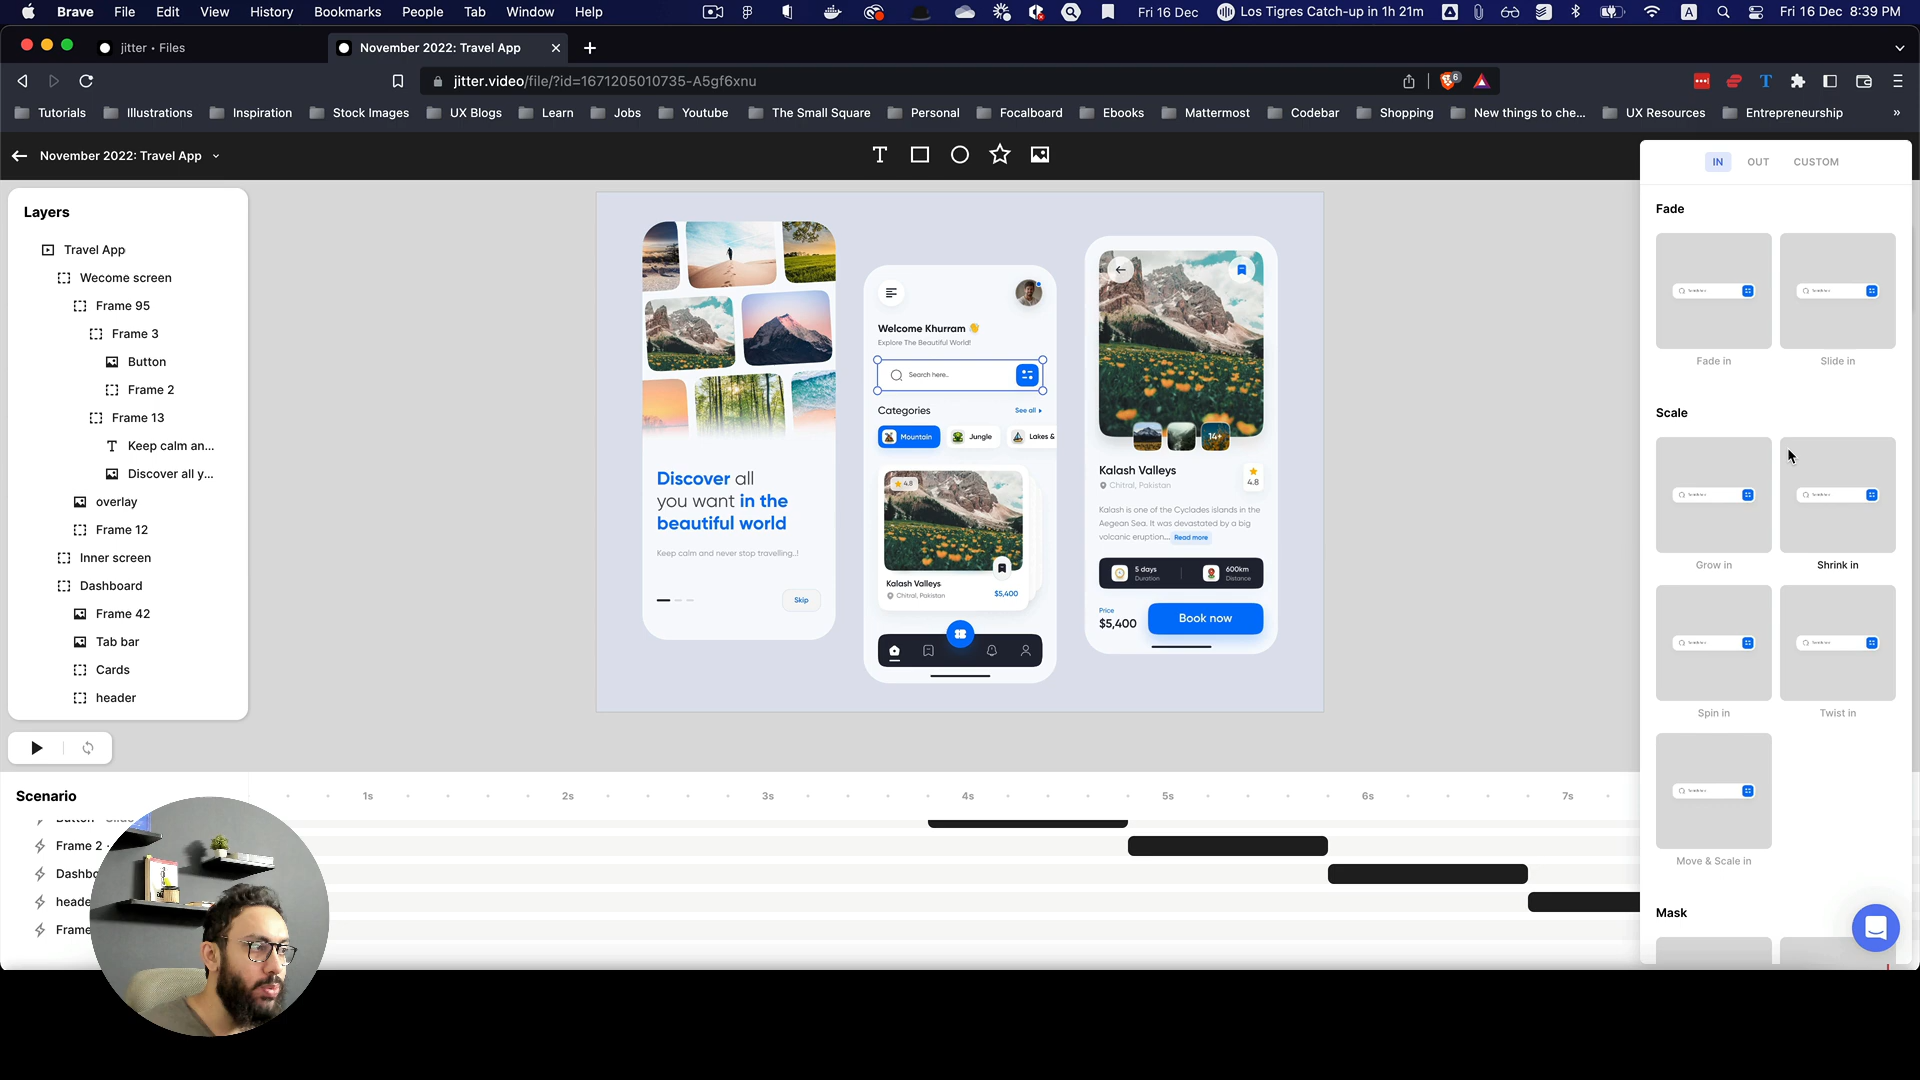 Brave File Edit View History Bookmarks People Tab Window Help
Fri 16 Dec Los Tigres Catch-up in 1h 21m A Fri 16 Dec 8:39 PM
jitter • Files
November 2022: Travel App
jitter.video/file/?id=1671205010735-A5gf6xnu
6
Tutorials Illustrations Inspiration Stock Images UX Blogs Learn Jobs Youtube The Small Square Personal Focalboard Ebooks Mattermost Codebar Shopping New things to che... UX Resources Entrepreneurship »
November 2022: Travel App
IN OUT CUSTOM
Layers
Travel App
Wecome screen
Frame 95
Frame 3
Button
Frame 2
Frame 13
Keep calm an...
Discover all y...
overlay
Frame 12
Inner screen
Dashboard
Frame 42
Tab bar
Cards
header
Discover all
you want in the
beautiful world
Keep calm and never stop travelling..!
Skip
Welcome Khurram 👋
Explore The Beautiful World!
Search here..
Categories
See all
Mountain
Jungle
Lakes &
4.8
Kalash Valleys
Chitral, Pakistan
$5,400
14+
Kalash Valleys
Chitral, Pakistan
4.8
Kalash is one of the Cyclades islands in the
Aegean Sea. It was devastated by a big
volcanic eruption.... Read more
5 days
Duration
600km
Distance
Price
$5,400
Book now
Fade
Fade in
Slide in
Scale
Grow in
Shrink in
Spin in
Twist in
Move & Scale in
Mask
Scenario
1s 2s 3s 4s 5s 6s 7s
Frame 2
Dashbo
heade
Frame